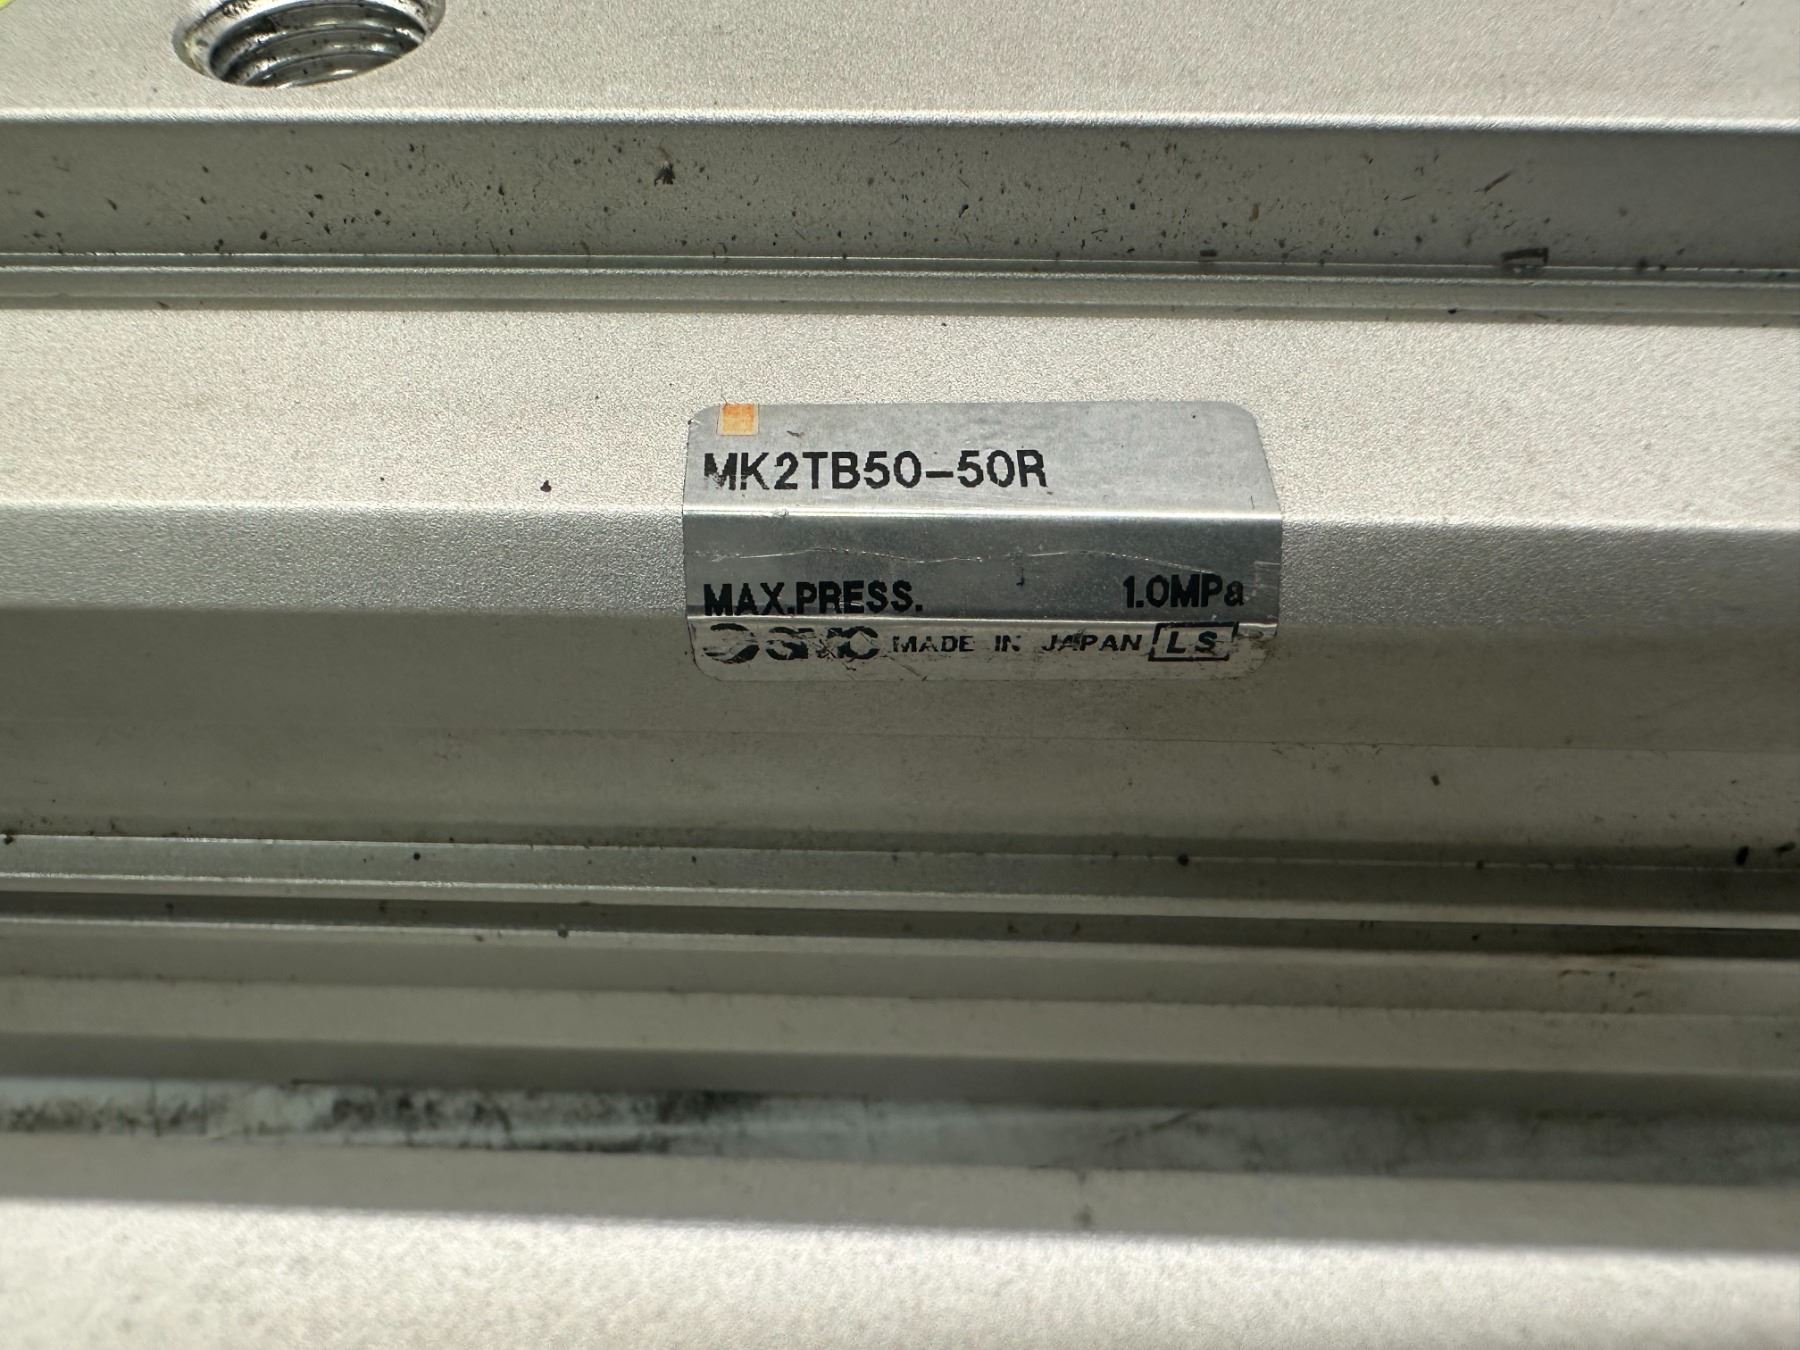 MK2TB50-50R
MAX.PRESS. 1.0MPa
SMC MADE IN JAPAN LS